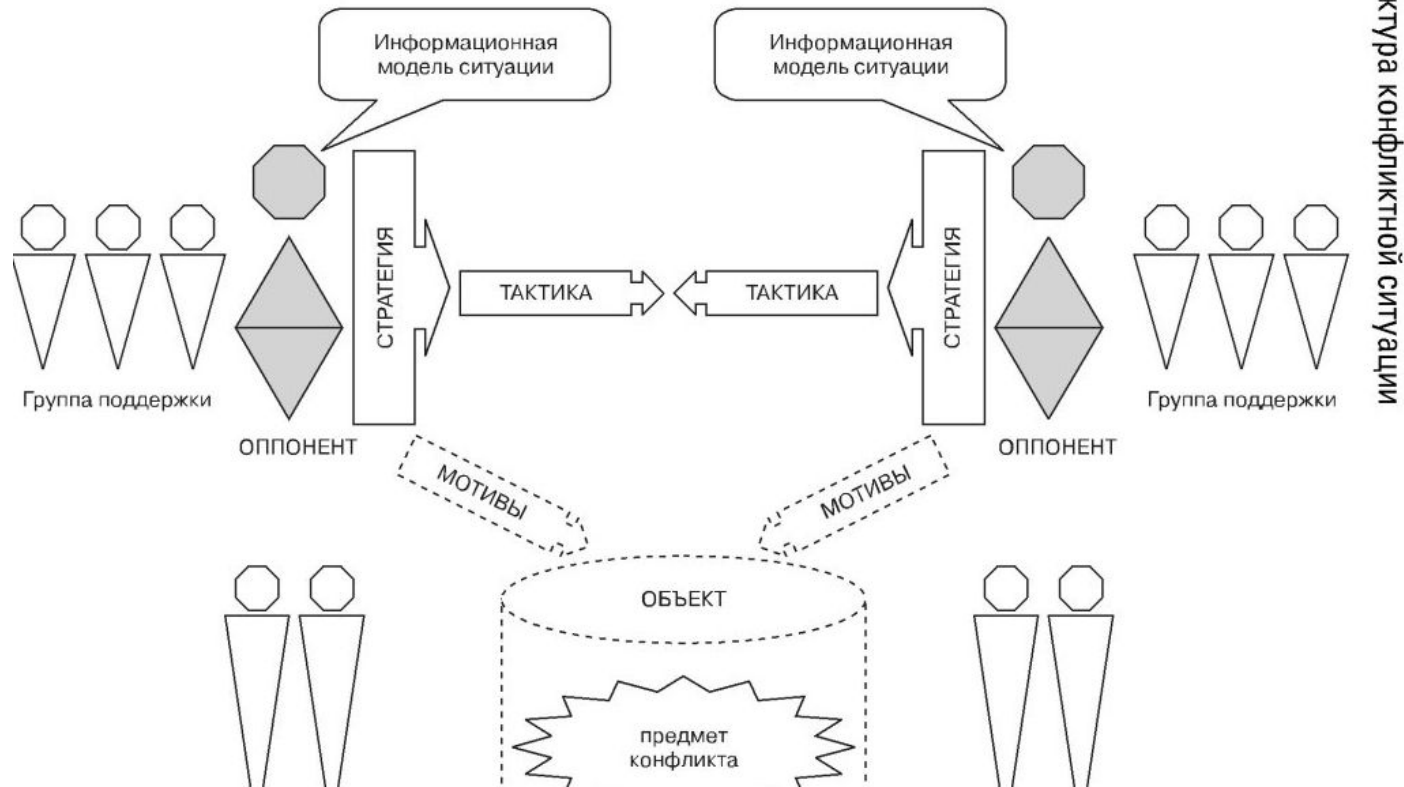 Информационная
модель ситуации
Информационная
модель ситуации
СТРАТЕГИЯ
ТАКТИКА
ТАКТИКА
СТРАТЕГИЯ
Группа поддержки
Группа поддержки
ОППОНЕНТ
ОППОНЕНТ
МОТИВЫ
МОТИВЫ
ОБЪЕКТ
предмет
конфликта
ктура конфликтной ситуации